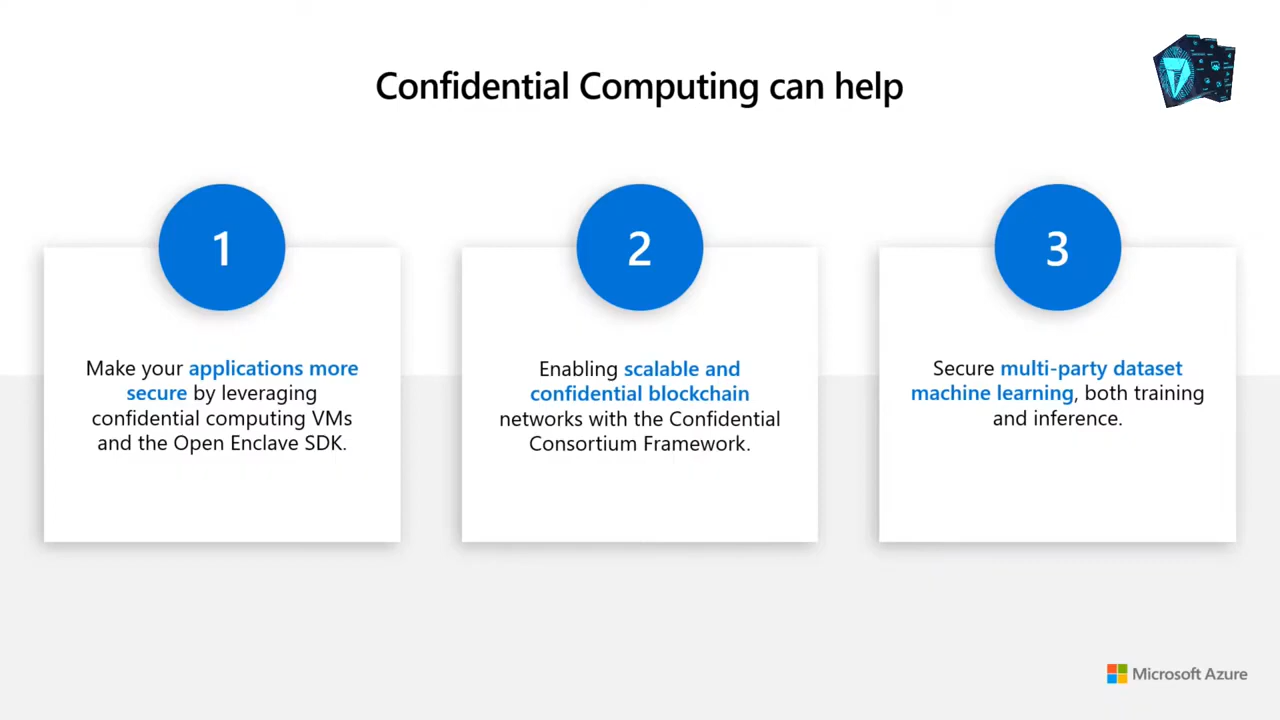 Confidential Computing can help
1
Make your applications more
secure by leveraging
confidential computing VMs
and the Open Enclave SDK.
2
Enabling scalable and
confidential blockchain
networks with the Confidential
Consortium Framework.
3
Secure multi-party dataset
machine learning, both training
and inference.
Microsoft Azure